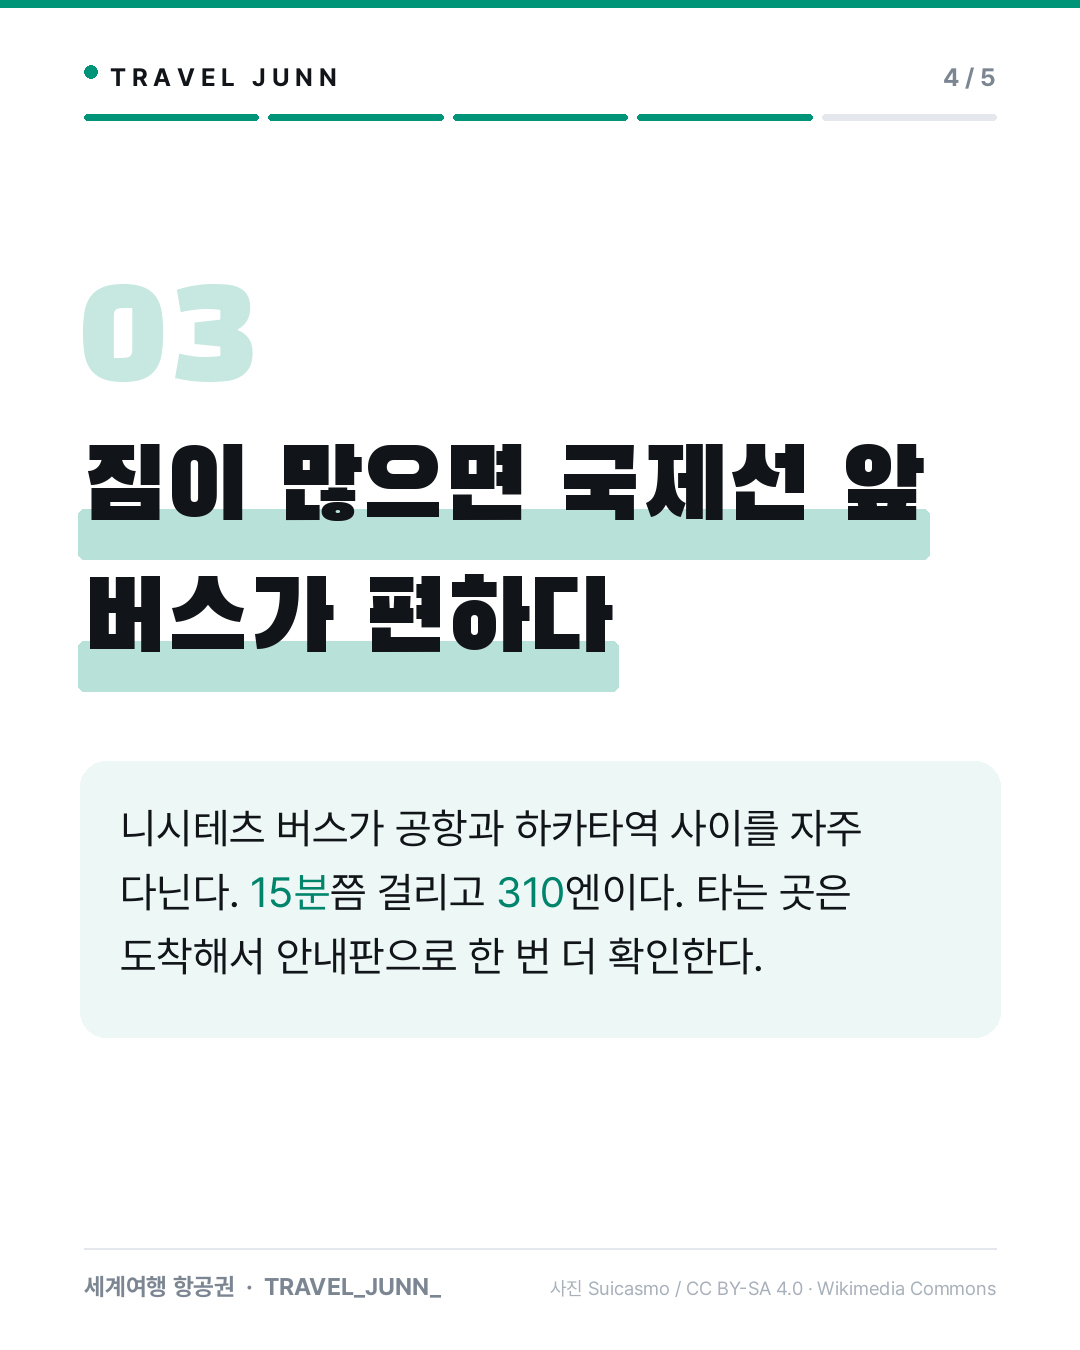 TRAVEL JUNN
4 / 5
03
짐이 많으면 국제선 앞
버스가 편하다
니시테츠 버스가 공항과 하카타역 사이를 자주
다닌다. 15분쯤 걸리고 310엔이다. 타는 곳은
도착해서 안내판으로 한 번 더 확인한다.
세계여행 항공권 · TRAVEL_JUNN_
사진 Suicasmo / CC BY-SA 4.0 · Wikimedia Commons